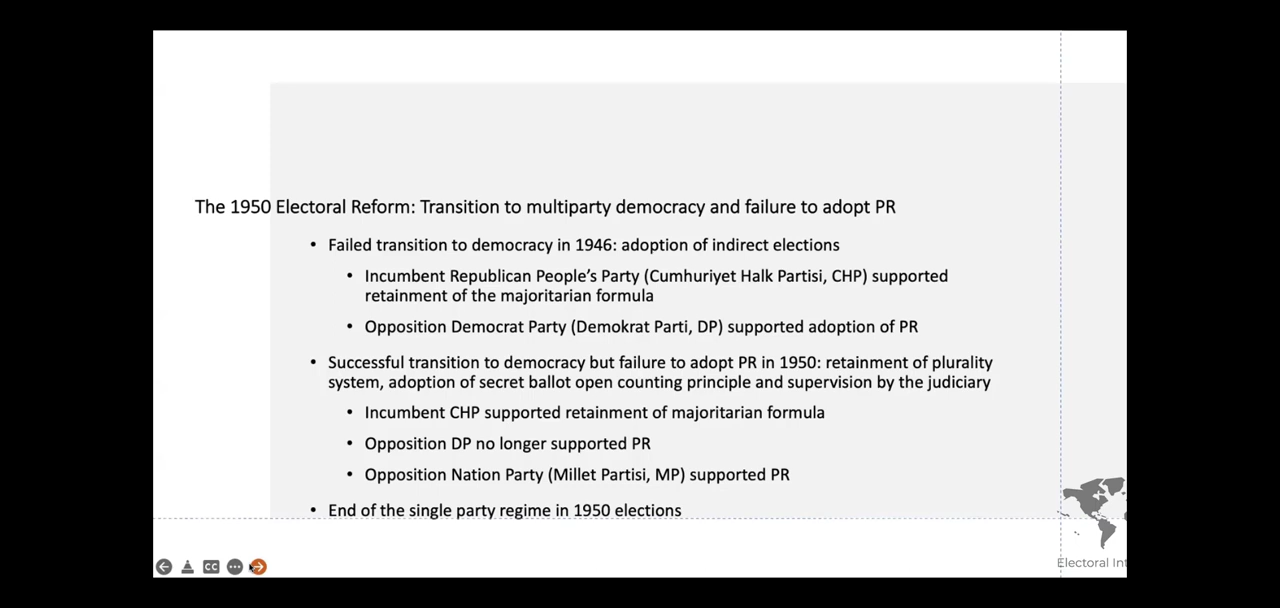 The 1950 Electoral Reform: Transition to multiparty democracy and failure to adopt PR
• Failed transition to democracy in 1946: adoption of indirect elections
• Incumbent Republican People's Party (Cumhuriyet Halk Partisi, CHP) supported
retainment of the majoritarian formula
• Opposition Democrat Party (Demokrat Parti, DP) supported adoption of PR
• Successful transition to democracy but failure to adopt PR in 1950: retainment of plurality
system, adoption of secret ballot open counting principle and supervision by the judiciary
• Incumbent CHP supported retainment of majoritarian formula
• Opposition DP no longer supported PR
• Opposition Nation Party (Millet Partisi, MP) supported PR
• End of the single party regime in 1950 elections
CC
Electoral Int